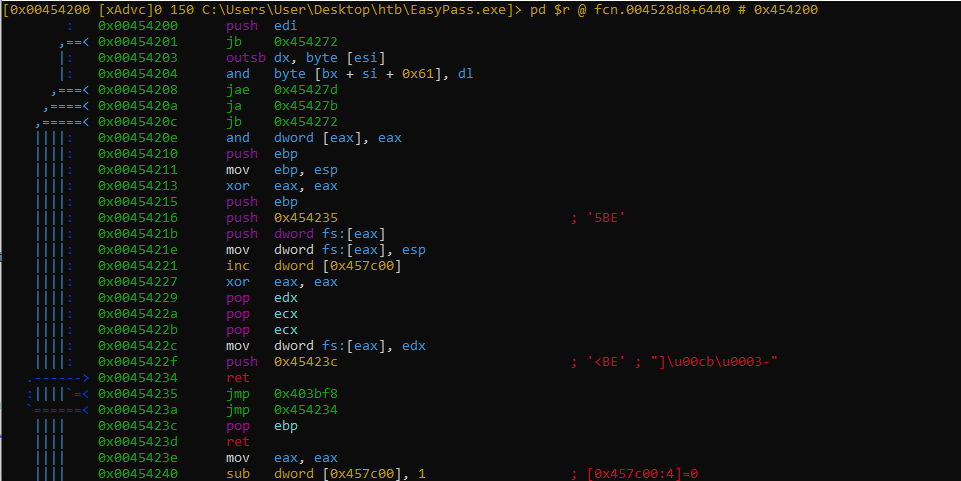 [0x00454200 [xAdvc]0 150 C:\Users\User\Desktop\htb\EasyPass.exe]> pd $r @ fcn.004528d8+6440 # 0x454200
: 0x00454200 push edi
,==< 0x00454201 jb 0x454272
|: 0x00454203 outsb dx, byte [esi]
|: 0x00454204 and byte [bx + si + 0x61], dl
,===< 0x00454208 jae 0x45427d
,====< 0x0045420a ja 0x45427b
,=====< 0x0045420c jb 0x454272
||||: 0x0045420e and dword [eax], eax
||||: 0x00454210 push ebp
||||: 0x00454211 mov ebp, esp
||||: 0x00454213 xor eax, eax
||||: 0x00454215 push ebp
||||: 0x00454216 push 0x454235 ; '5BE'
||||: 0x0045421b push dword fs:[eax]
||||: 0x0045421e mov dword fs:[eax], esp
||||: 0x00454221 inc dword [0x457c00]
||||: 0x00454227 xor eax, eax
||||: 0x00454229 pop edx
||||: 0x0045422a pop ecx
||||: 0x0045422b pop ecx
||||: 0x0045422c mov dword fs:[eax], edx
||||: 0x0045422f push 0x45423c ; '<BE' ; "]\u00cb\u0003-"
.------> 0x00454234 ret
:||||`=< 0x00454235 jmp 0x403bf8
`======< 0x0045423a jmp 0x454234
|||| 0x0045423c pop ebp
|||| 0x0045423d ret
|||| 0x0045423e mov eax, eax
|||| 0x00454240 sub dword [0x457c00], 1 ; [0x457c00:4]=0